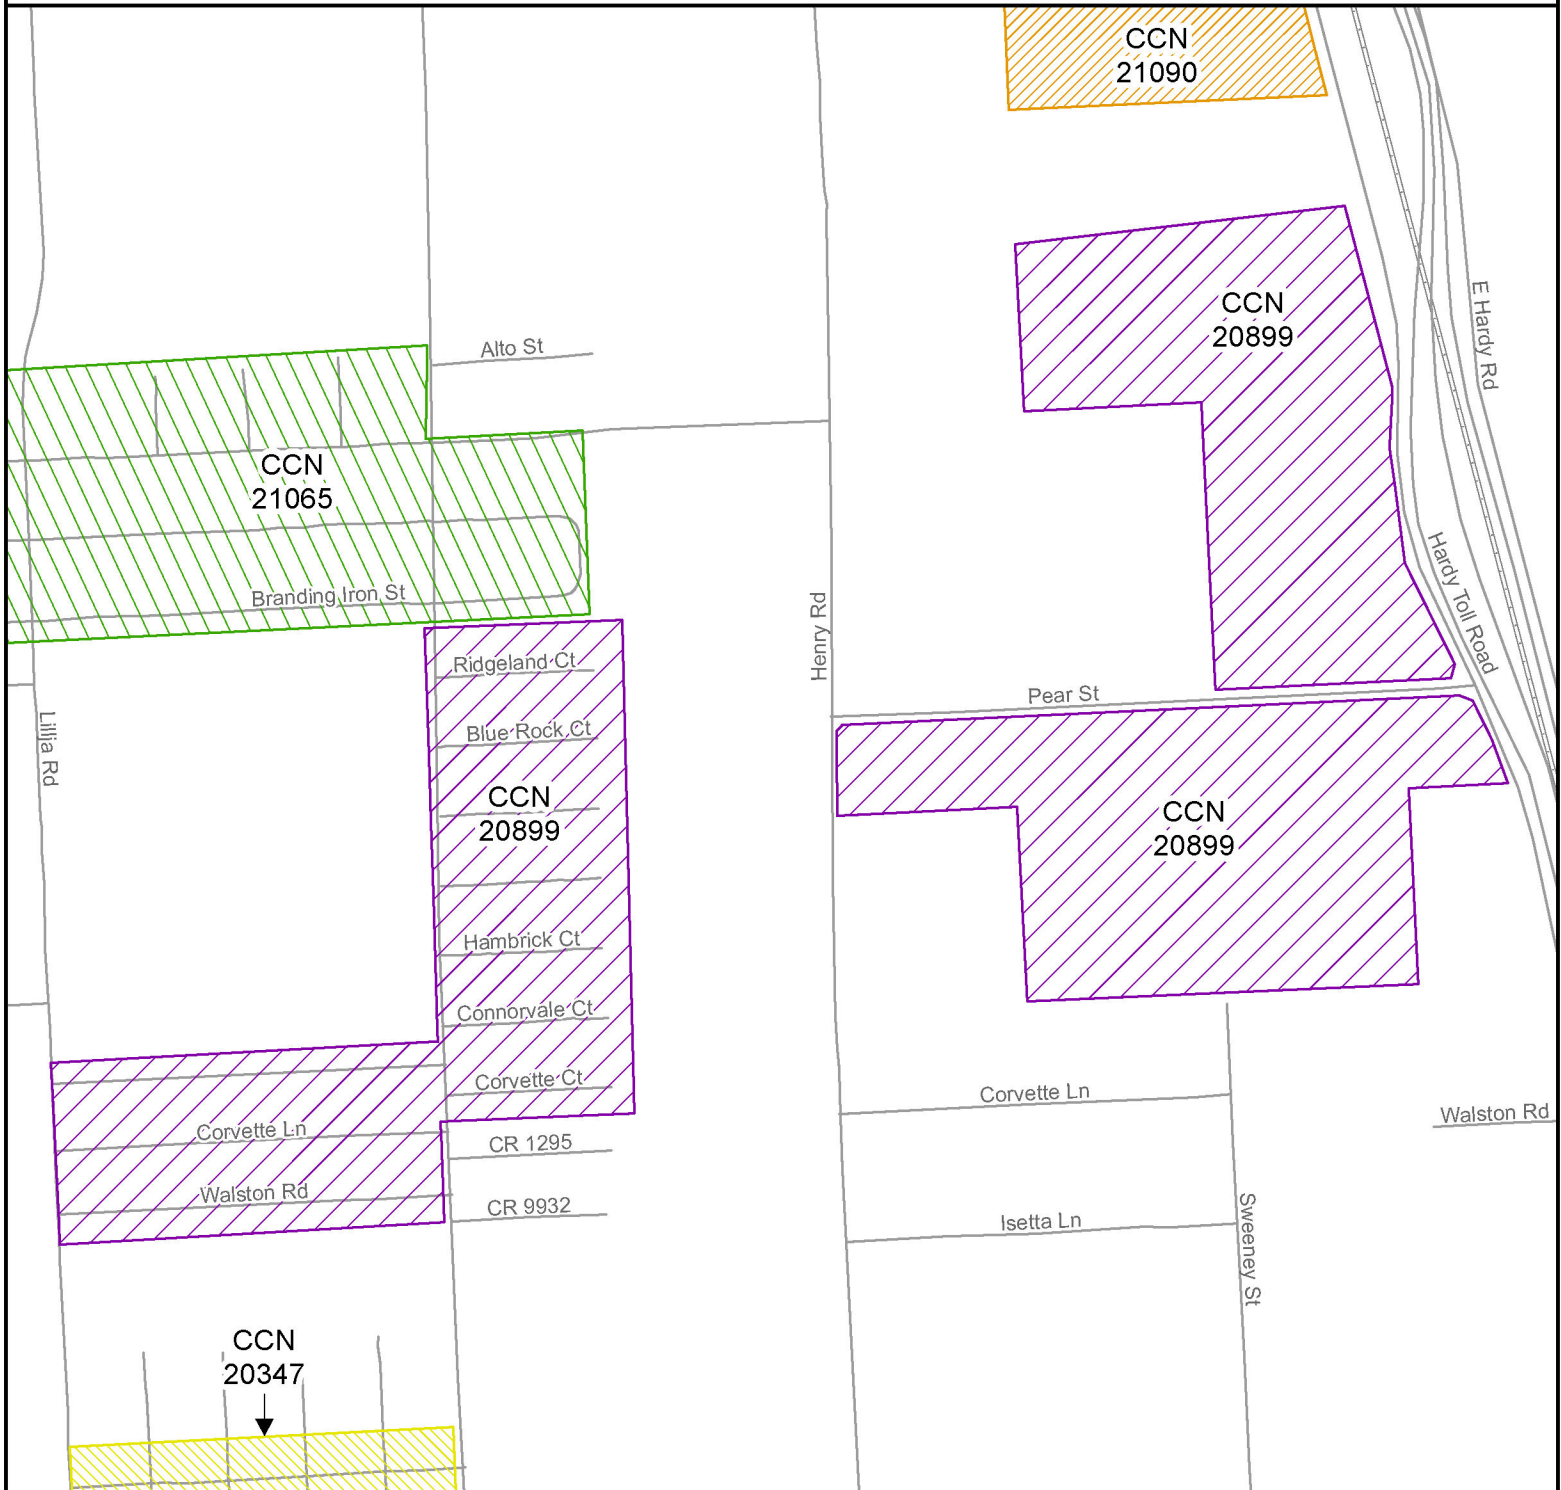 CCN
21090
CCN
20899
E Hardy Rd
Alto St
CCN
21065
Branding Iron St
Henry Rd
Hardy Toll Road
Ridgeland Ct
Pear St
Lillia Rd
Blue Rock Ct
CCN
20899
CCN
20899
Hambrick Ct
Connorvale Ct
Corvette Ct
Corvette Ln
Walston Rd
Corvette Ln
CR 1295
Walston Rd
CR 9932
Isetta Ln
Sweeney St
CCN
20347